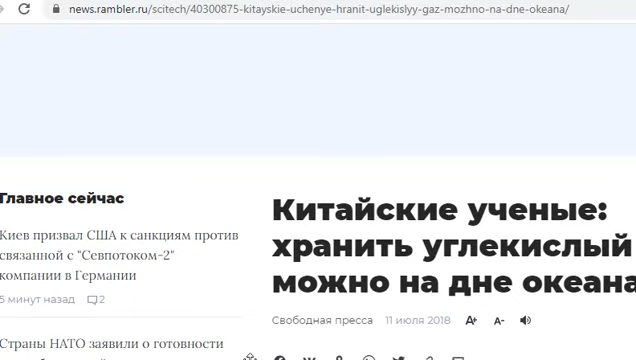 news.rambler.ru/scitech/40300875-kitayskie-uchenye-hranit-uglekislyy-gaz-mozhno-na-dne-okeana/
Главное сейчас
Киев призвал США к санкциям против
связанной с "Севпотоком-2"
компании в Германии
5 минут назад 2
Страны НАТО заявили о готовности
Китайские ученые:
хранить углекислый
можно на дне океана
Свободная пресса 11 июля 2018 A+ A-